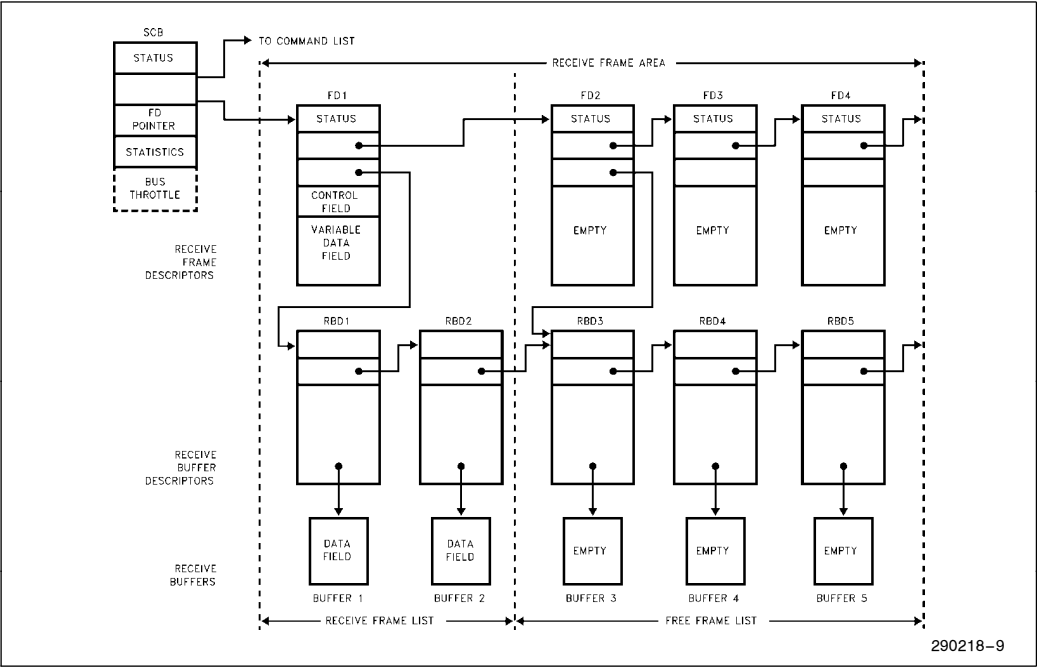 SCB
STATUS
FD
POINTER
STATISTICS
BUS
THROTTLE
TO COMMAND LIST
RECEIVE FRAME AREA
FD1
STATUS
CONTROL
FIELD
VARIABLE
DATA
FIELD
FD2
STATUS
EMPTY
FD3
STATUS
EMPTY
FD4
STATUS
EMPTY
RECEIVE
FRAME
DESCRIPTORS
RBD1
RBD2
RBD3
RBD4
RBD5
RECEIVE
BUFFER
DESCRIPTORS
DATA
FIELD
DATA
FIELD
EMPTY
EMPTY
EMPTY
RECEIVE
BUFFERS
BUFFER 1
BUFFER 2
BUFFER 3
BUFFER 4
BUFFER 5
RECEIVE FRAME LIST
FREE FRAME LIST
290218–9